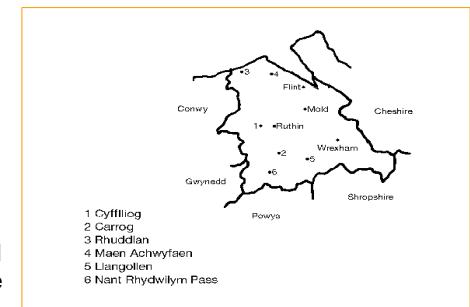 3
4
Flint
Conwy
Mold
Cheshire
1
Ruthin
Wrexham
2
5
Gwynedd
6
Shropshire
Powys
1 Cyffilliog
2 Carrog
3 Rhuddlan
4 Maen Achwyfaen
5 Llangollen
6 Nant Rhydwilym Pass